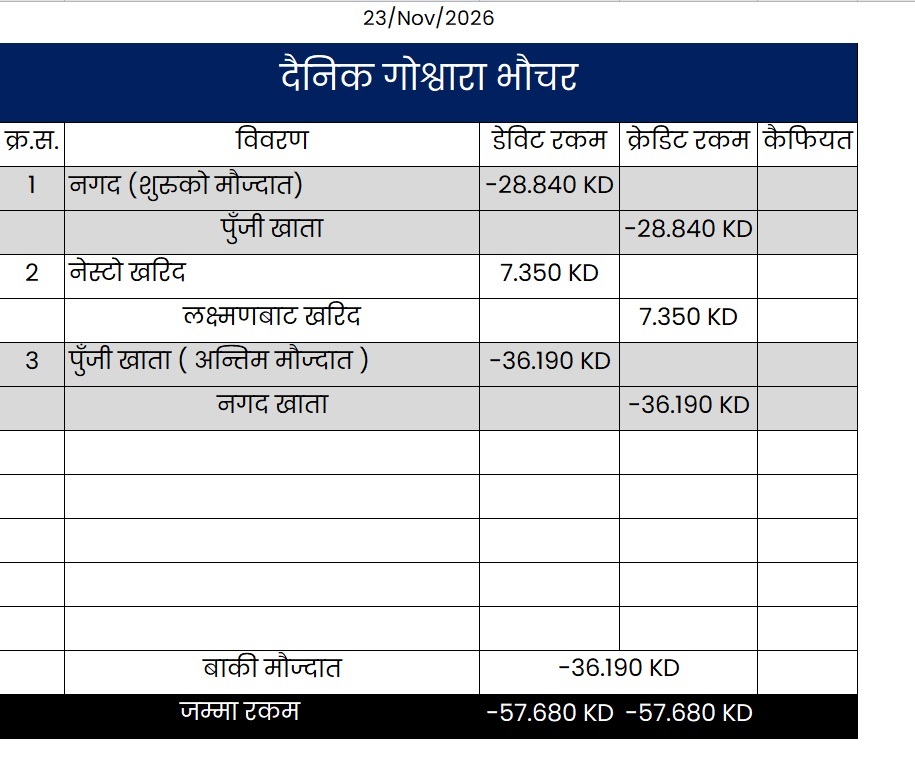 23/Nov/2026
दैनिक गोश्वारा भौचर
क्र.स. विवरण डेविट रकम क्रेडिट रकम कैफियत
1 नगद (शुरुको मौज्दात) -28.840 KD
पुँजी खाता -28.840 KD
2 नेस्टो खरिद 7.350 KD
लक्ष्मणबाट खरिद 7.350 KD
3 पुँजी खाता ( अन्तिम मौज्दात ) -36.190 KD
नगद खाता -36.190 KD
बाकी मौज्दात -36.190 KD
जम्मा रकम -57.680 KD -57.680 KD